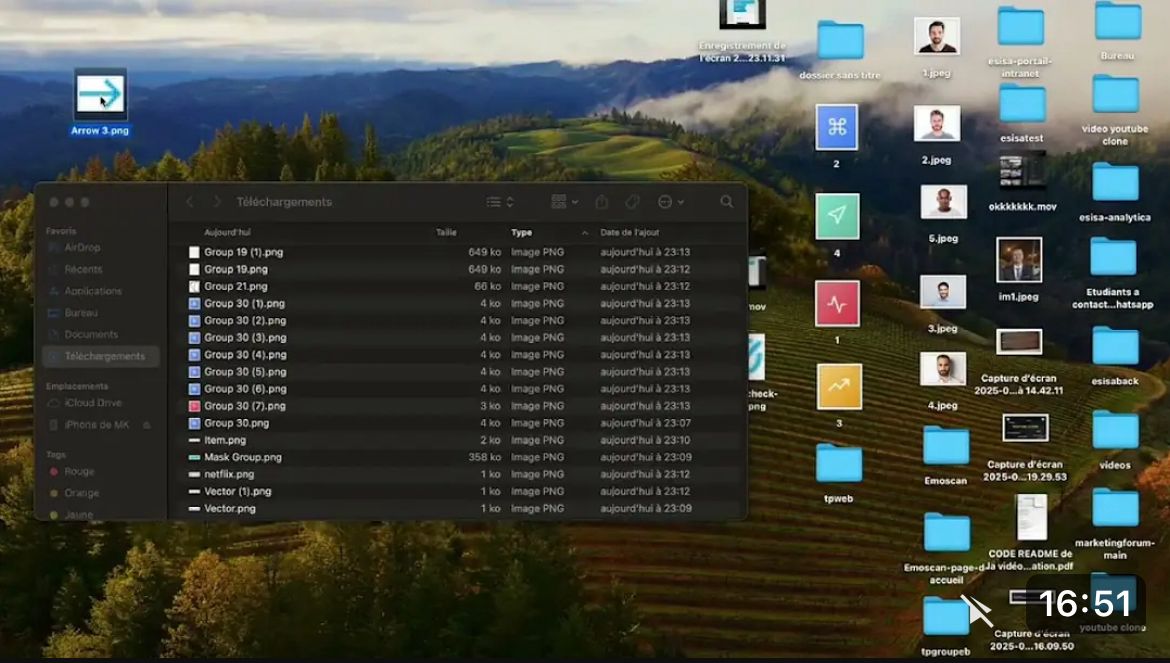 Arrow 3.png
Téléchargements
Favoris
AirDrop
Récents
Applications
Bureau
Documents
Téléchargements
Emplacements
iCloud Drive
iPhone de MK
Tags
Rouge
Orange
Jaune
Aujourd'hui Taille Type Date de l'ajout
Group 19 (1).png 649 ko Image PNG aujourd'hui à 23:13
Group 19.png 649 ko Image PNG aujourd'hui à 23:12
Group 21.png 66 ko Image PNG aujourd'hui à 23:12
Group 30 (1).png 4 ko Image PNG aujourd'hui à 23:13
Group 30 (2).png 4 ko Image PNG aujourd'hui à 23:13
Group 30 (3).png 4 ko Image PNG aujourd'hui à 23:13
Group 30 (4).png 4 ko Image PNG aujourd'hui à 23:13
Group 30 (5).png 4 ko Image PNG aujourd'hui à 23:13
Group 30 (6).png 4 ko Image PNG aujourd'hui à 23:13
Group 30 (7).png 3 ko Image PNG aujourd'hui à 23:13
Group 30.png 4 ko Image PNG aujourd'hui à 23:07
Item.png 2 ko Image PNG aujourd'hui à 23:10
Mask Group.png 358 ko Image PNG aujourd'hui à 23:09
netflix.png 1 ko Image PNG aujourd'hui à 23:12
Vector (1).png 1 ko Image PNG aujourd'hui à 23:12
Vector.png 1 ko Image PNG aujourd'hui à 23:09
Enregistrement de
l'écran 2...23.11.31
mov
check-
png
dossier sans titre
2
4
1
3
tpweb
1.jpeg
2.jpeg
5.jpeg
3.jpeg
4.jpeg
Emoscan
Emoscan-page-d
accueil
tpgroupeb
esisa-portail-
intranet
esisatest
okkkkkkk.mov
im1.jpeg
Capture d'écran
2025-0...à 14.42.11
Capture d'écran
2025-0...19.29.53
CODE README de
la vidéo...ation.pdf
Capture d'écran
2025-0...16.09.50
Bureau
video youtube
clone
esisa-analytica
Etudiants a
contact...hatsapp
esisaback
videos
marketingforum-
main
youtube clone
16:51